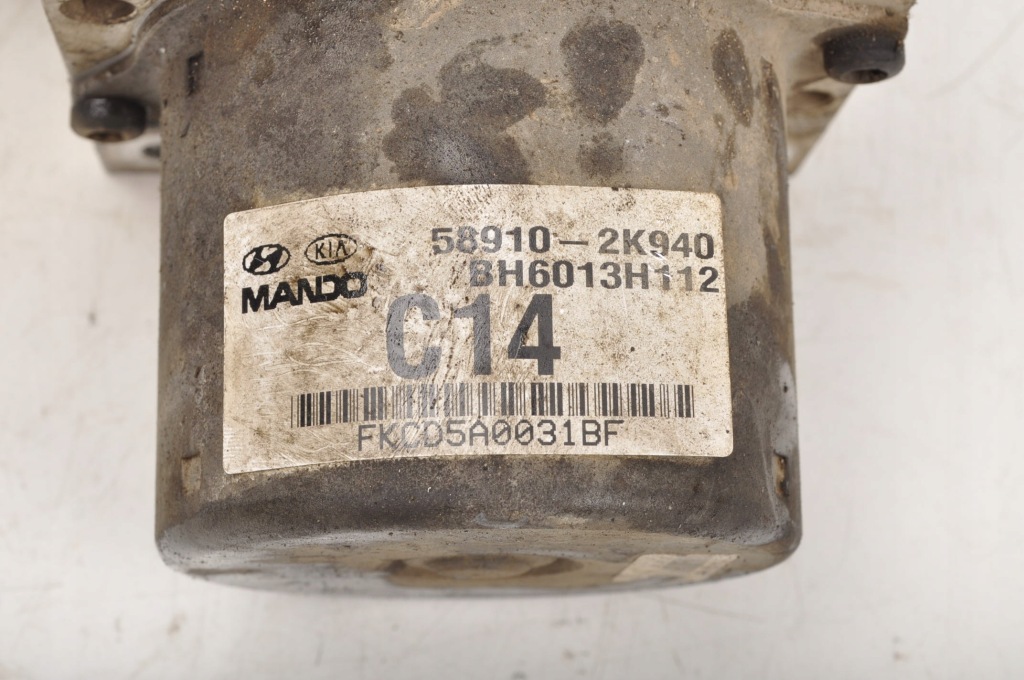 KIA 58910-2K940
MANDO BH6013H112
C14
FKCD5A0031BF